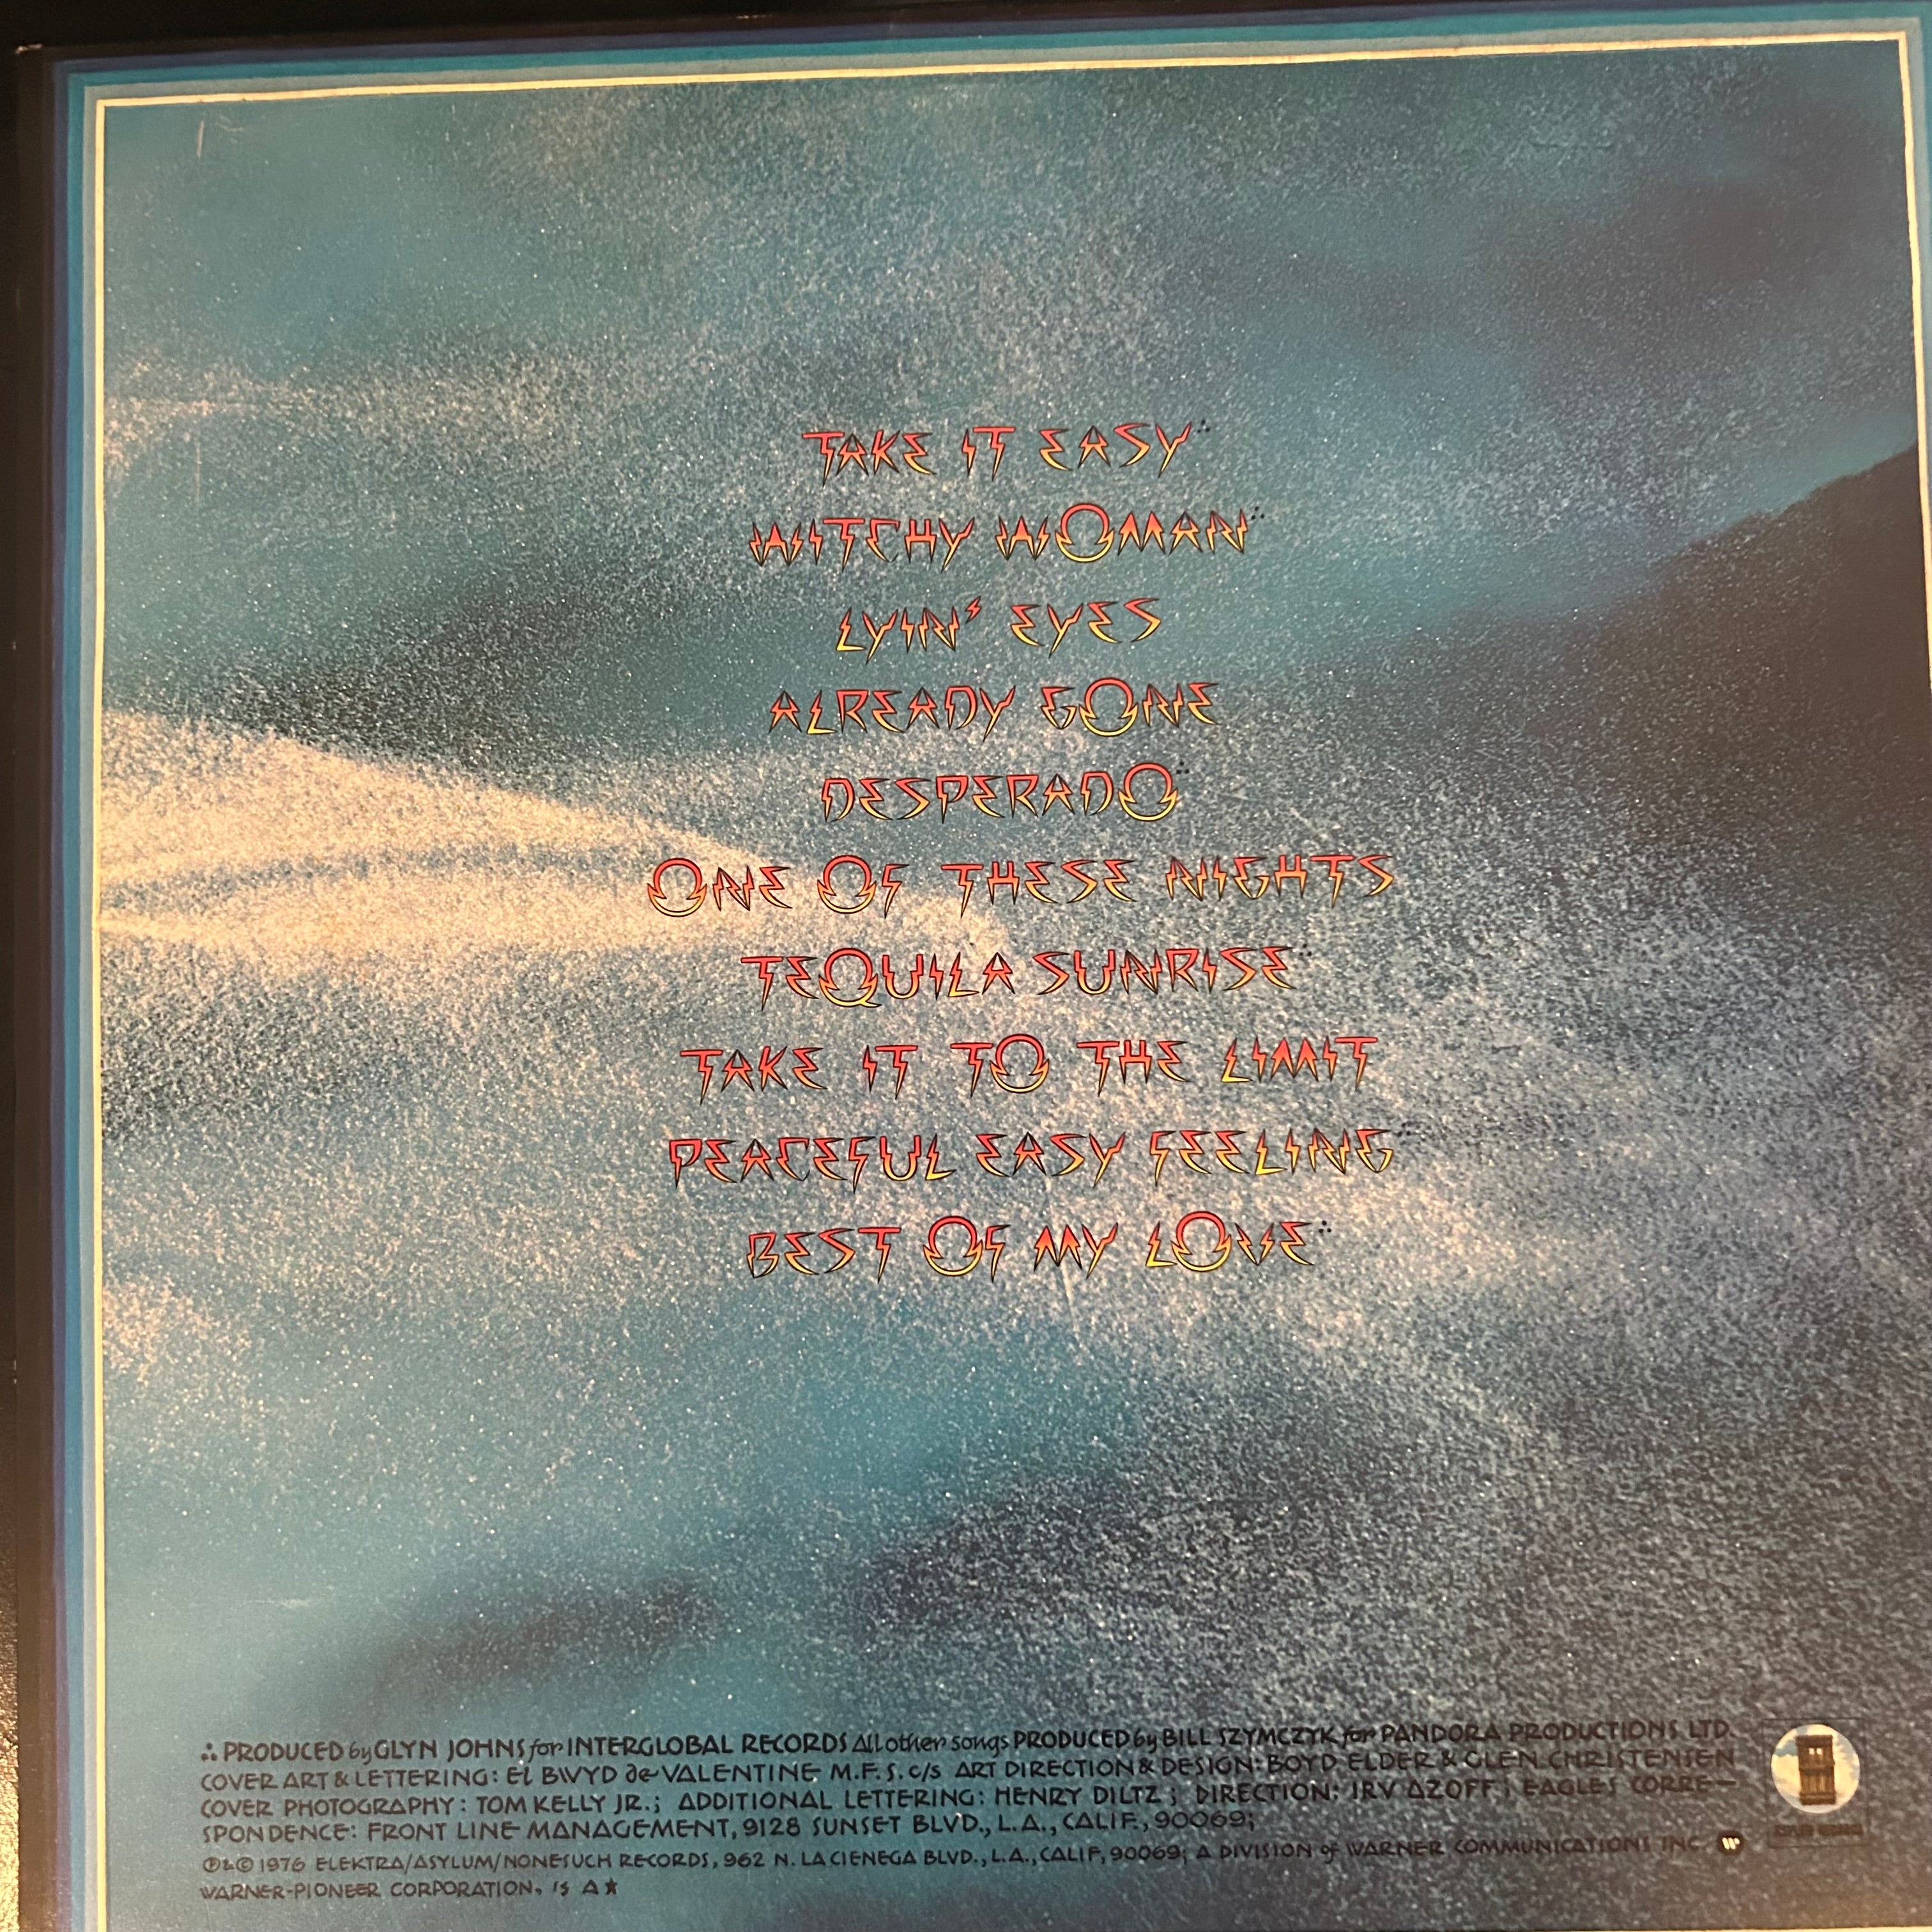 TAKE IT EASY∴
WITCHY WOMAN∴
LYIN' EYES
ALREADY GONE
DESPERADO∴
ONE OF THESE NIGHTS
TEQUILA SUNRISE∴
TAKE IT TO THE LIMIT
PEACEFUL EASY FEELING∴
BEST OF MY LOVE∴
∴ PRODUCED by GLYN JOHNS for INTERGLOBAL RECORDS All other songs PRODUCED by BILL SZYMCZYK for PANDORA PRODUCTIONS LTD.
COVER ART & LETTERING: El BWYD de VALENTINE M.F.S. c/s ART DIRECTION & DESIGN: BOYD ELDER & GLEN CHRISTENSEN
COVER PHOTOGRAPHY: TOM KELLY JR.; ADDITIONAL LETTERING: HENRY DILTZ; DIRECTION: IRV AZOFF; EAGLES CORRE-
SPONDENCE: FRONT LINE MANAGEMENT, 9128 SUNSET BLVD., L.A., CALIF., 90069;
℗&© 1976 ELEKTRA/ASYLUM/NONESUCH RECORDS, 962 N. LA CIENEGA BLVD., L.A., CALIF, 90069; A DIVISION of WARNER COMMUNICATIONS INC.
WARNER-PIONEER CORPORATION,